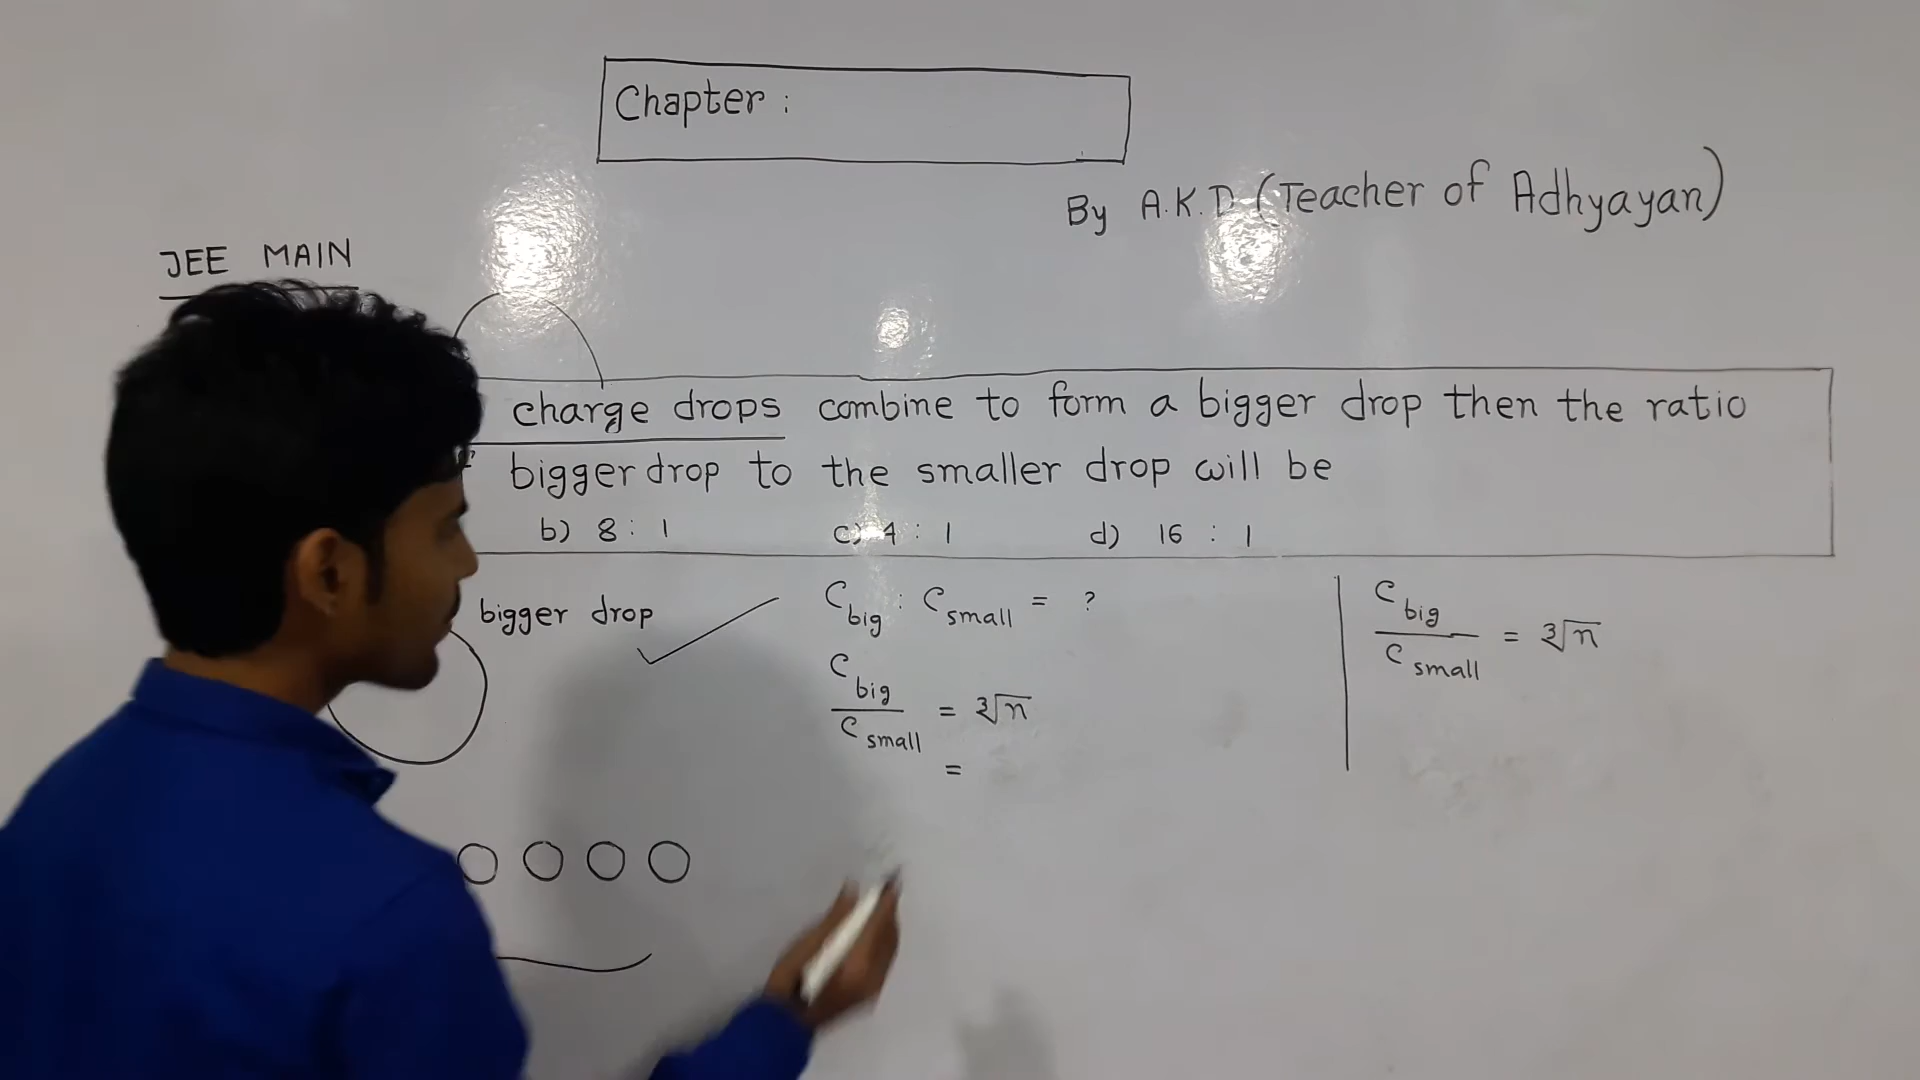 Chapter :
By A.K.D (Teacher of Adhyayan)
JEE MAIN
charge drops combine to form a bigger drop then the ratio
bigger drop to the smaller drop will be
b) 8 : 1 c) 4 : 1 d) 16 : 1
bigger drop
C big : C small = ?
C big / C small = ∛n
=
C big / C small = ∛n